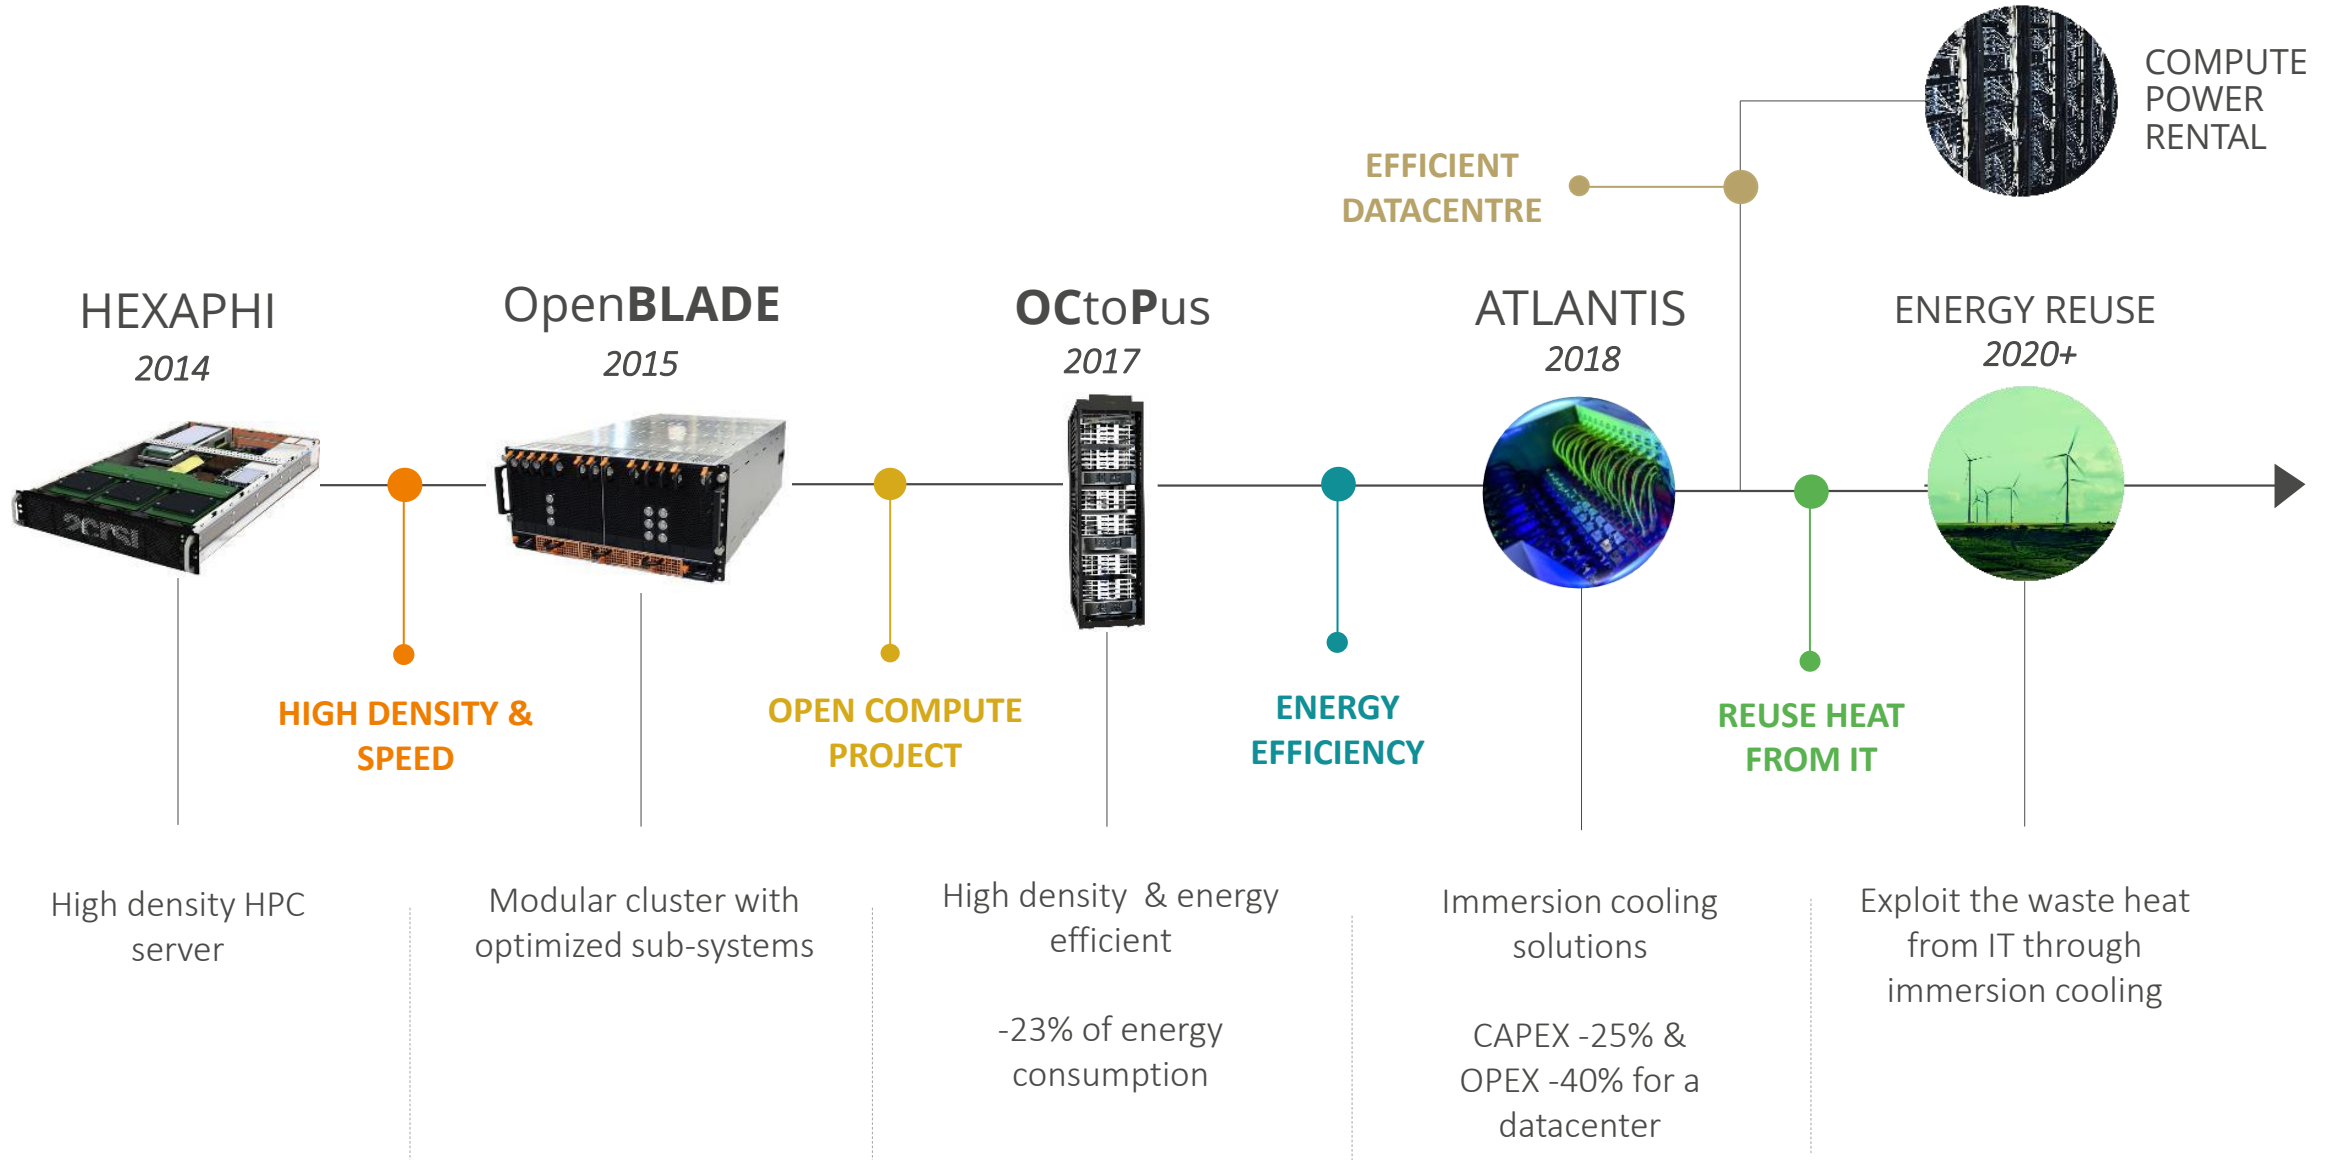 COMPUTE
POWER
RENTAL
EFFICIENT
DATACENTRE
HEXAPHI
2014
OpenBLADE
2015
OCtoPus
2017
ATLANTIS
2018
ENERGY REUSE
2020+
2crsi
HIGH DENSITY &
SPEED
OPEN COMPUTE
PROJECT
ENERGY
EFFICIENCY
REUSE HEAT
FROM IT
High density HPC
server
Modular cluster with
optimized sub-systems
High density & energy
efficient
-23% of energy
consumption
Immersion cooling
solutions
CAPEX -25% &
OPEX -40% for a
datacenter
Exploit the waste heat
from IT through
immersion cooling